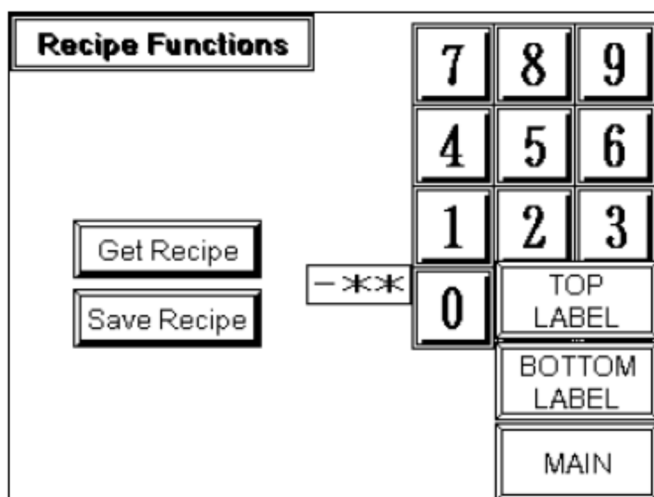 Recipe Functions
7 8 9
4 5 6
Get Recipe
1 2 3
-**
Save Recipe
0
TOP
LABEL
BOTTOM
LABEL
MAIN